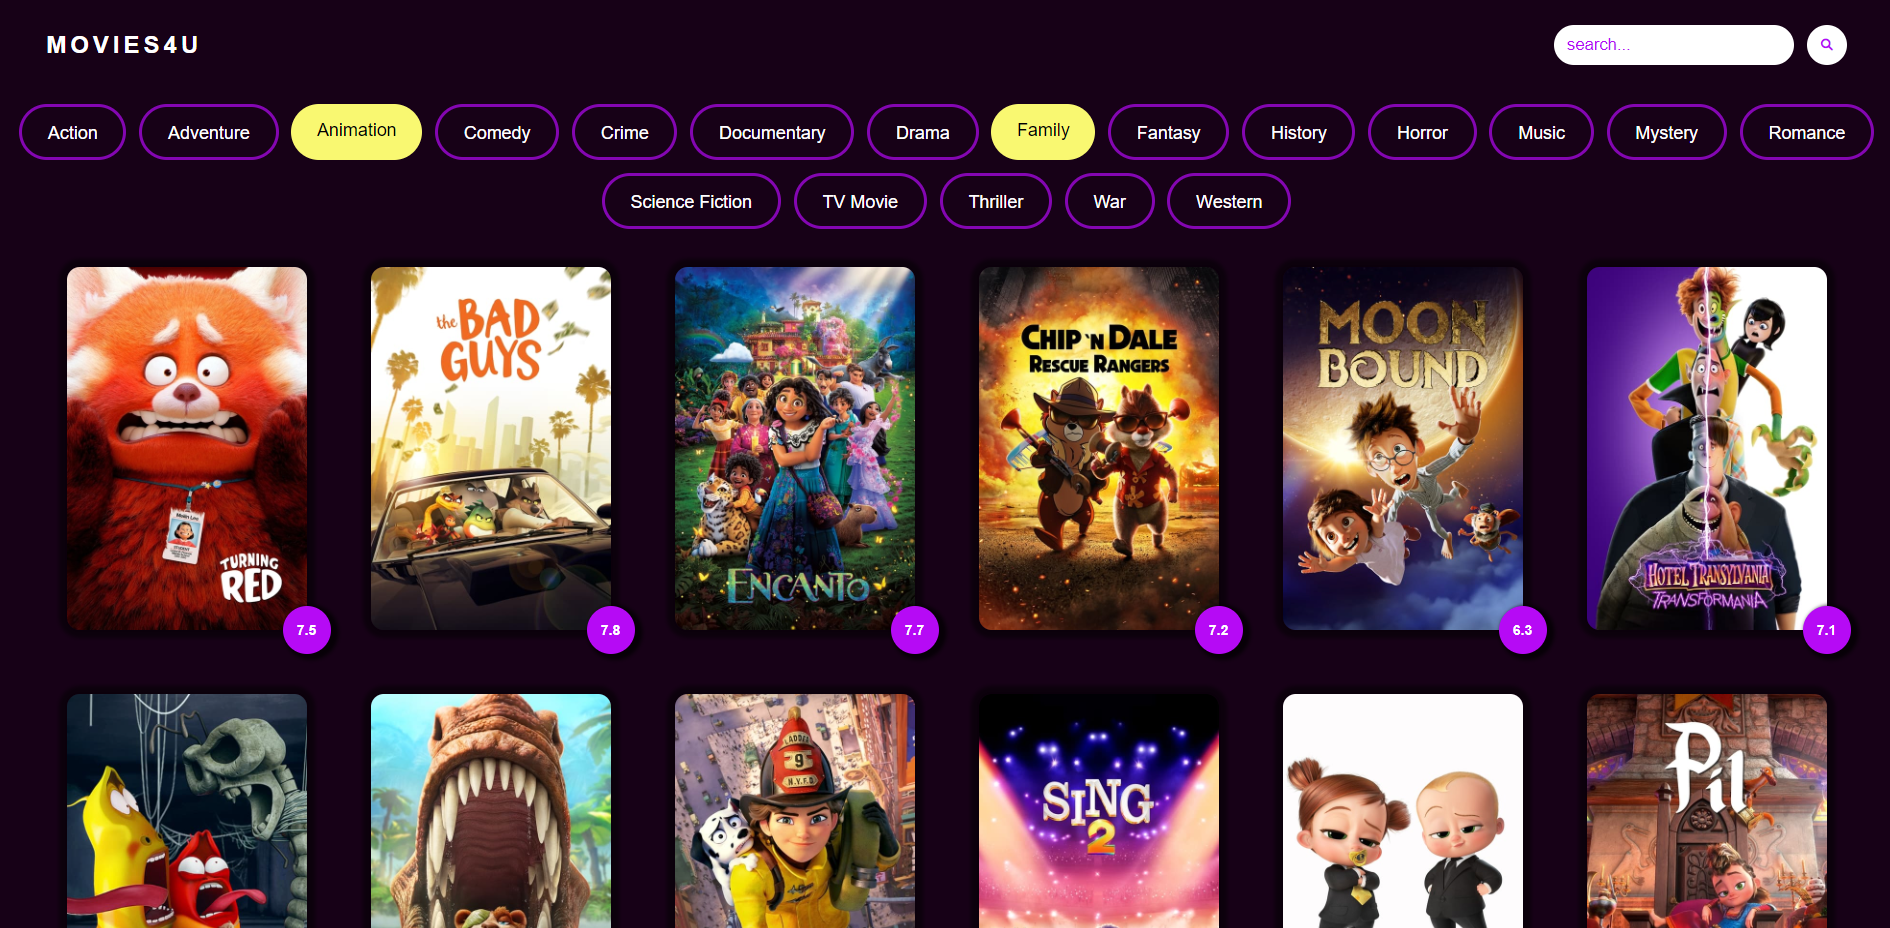 MOVIES4U
search...
Action
Adventure
Animation
Comedy
Crime
Documentary
Drama
Family
Fantasy
History
Horror
Music
Mystery
Romance
Science Fiction
TV Movie
Thriller
War
Western
TURNING
RED
7.5
the BAD
GUYS
7.8
ENCANTO
7.7
CHIP 'N DALE
RESCUE RANGERS
7.2
MOON
BOUND
6.3
HOTEL TRANSYLVANIA
TRANSFORMANIA
7.1
LADDER
9
N.Y.F.D
SING
2
Pil